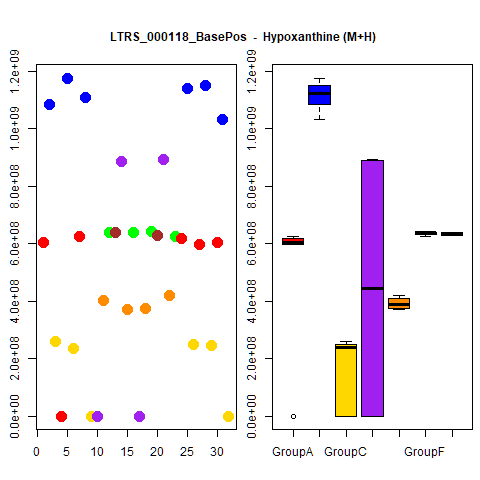 LTRS_000118_BasePos - Hypoxanthine (M+H)
1.2e+09
1.0e+09
8.0e+08
6.0e+08
4.0e+08
2.0e+08
0.0e+00
0 5 10 15 20 25 30
1.2e+09
1.0e+09
8.0e+08
6.0e+08
4.0e+08
2.0e+08
0.0e+00
GroupA GroupC GroupF